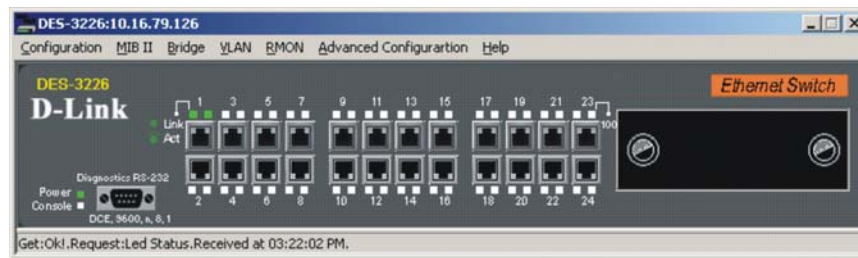 DES-3226:10.16.79.126
Configuration MIB II Bridge VLAN RMON Advanced Configurartion Help
DES-3226
Ethernet Switch
D-Link
1 3 5 7 9 11 13 15 17 19 21 23
Link
100
Act
Diagnostics RS-232
Power
Console
2 4 6 8 10 12 14 16 18 20 22 24
DCE, 9600, n, 8, 1
Get:Ok!.Request:Led Status.Received at 03:22:02 PM.